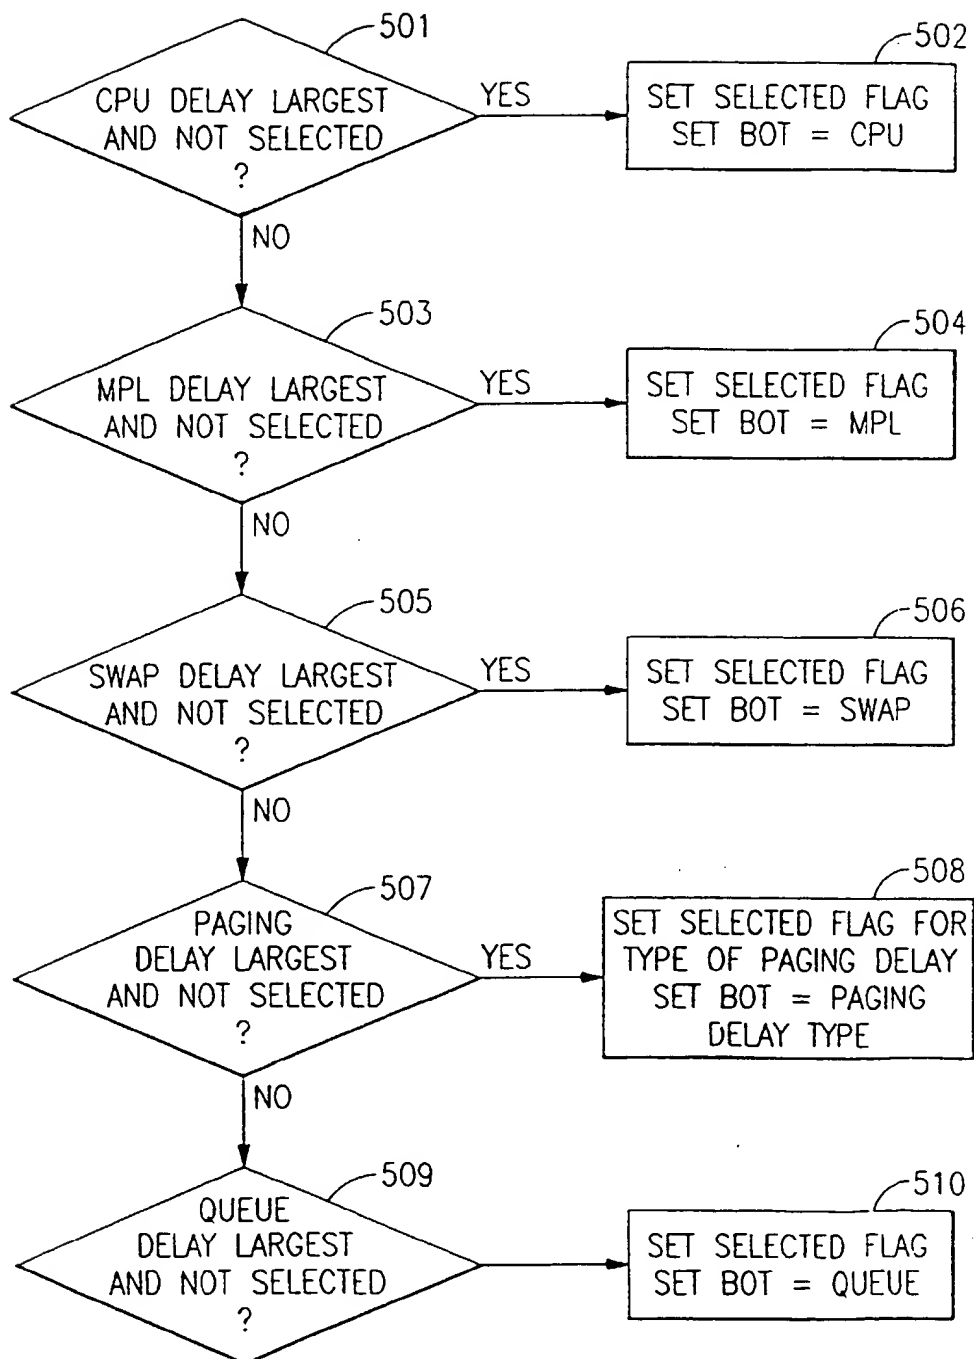 501
CPU DELAY LARGEST
AND NOT SELECTED
?
YES
502
SET SELECTED FLAG
SET BOT = CPU
NO
503
MPL DELAY LARGEST
AND NOT SELECTED
?
YES
504
SET SELECTED FLAG
SET BOT = MPL
NO
505
SWAP DELAY LARGEST
AND NOT SELECTED
?
YES
506
SET SELECTED FLAG
SET BOT = SWAP
NO
507
PAGING
DELAY LARGEST
AND NOT SELECTED
?
YES
508
SET SELECTED FLAG FOR
TYPE OF PAGING DELAY
SET BOT = PAGING
DELAY TYPE
NO
509
QUEUE
DELAY LARGEST
AND NOT SELECTED
?
510
SET SELECTED FLAG
SET BOT = QUEUE